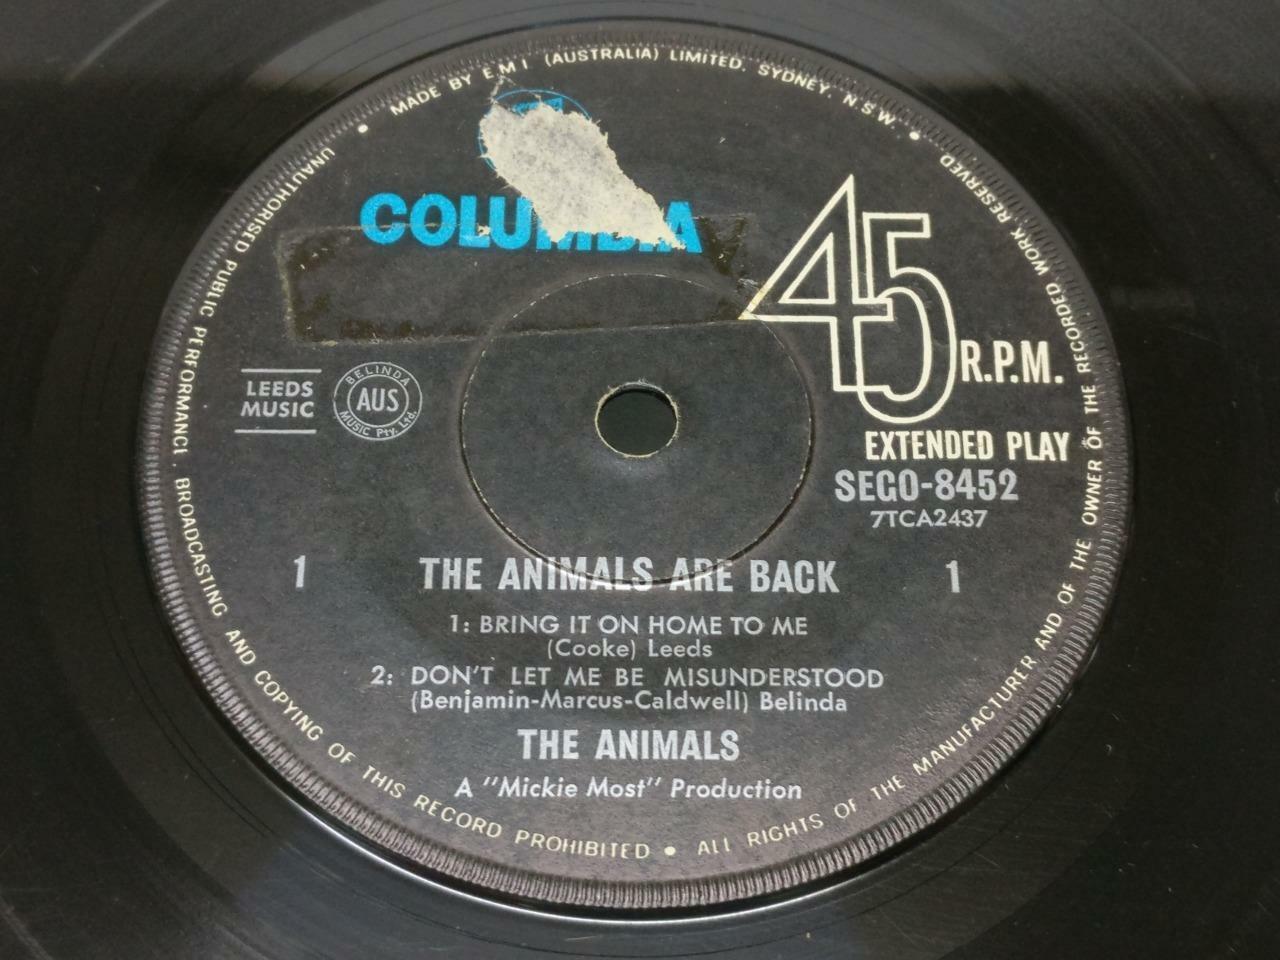 MADE BY E.M.I (AUSTRALIA) LIMITED. SYDNEY. N.S.W. •
RESERVED
UNAUTHORISED PUBLIC PERFORMANCE, BROADCASTING AND COPYING OF THIS RECORD PROHIBITED • ALL RIGHTS OF THE MANUFACTURER AND OF THE OWNER OF THE RECORDED WORK
COLUMBIA
45
R.P.M.
EXTENDED PLAY
LEEDS
MUSIC
BELINDA
AUS
MUSIC Pty. Ltd.
SEGO-8452
7TCA2437
1 THE ANIMALS ARE BACK 1
1: BRING IT ON HOME TO ME
(Cooke) Leeds
2: DON'T LET ME BE MISUNDERSTOOD
(Benjamin-Marcus-Caldwell) Belinda
THE ANIMALS
A "Mickie Most" Production